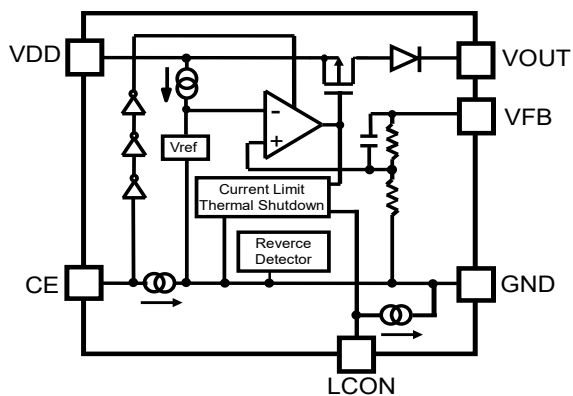 VDD
VOUT
VFB
-
+
Vref
Current Limit
Thermal Shutdown
Reverce
Detector
CE
GND
LCON